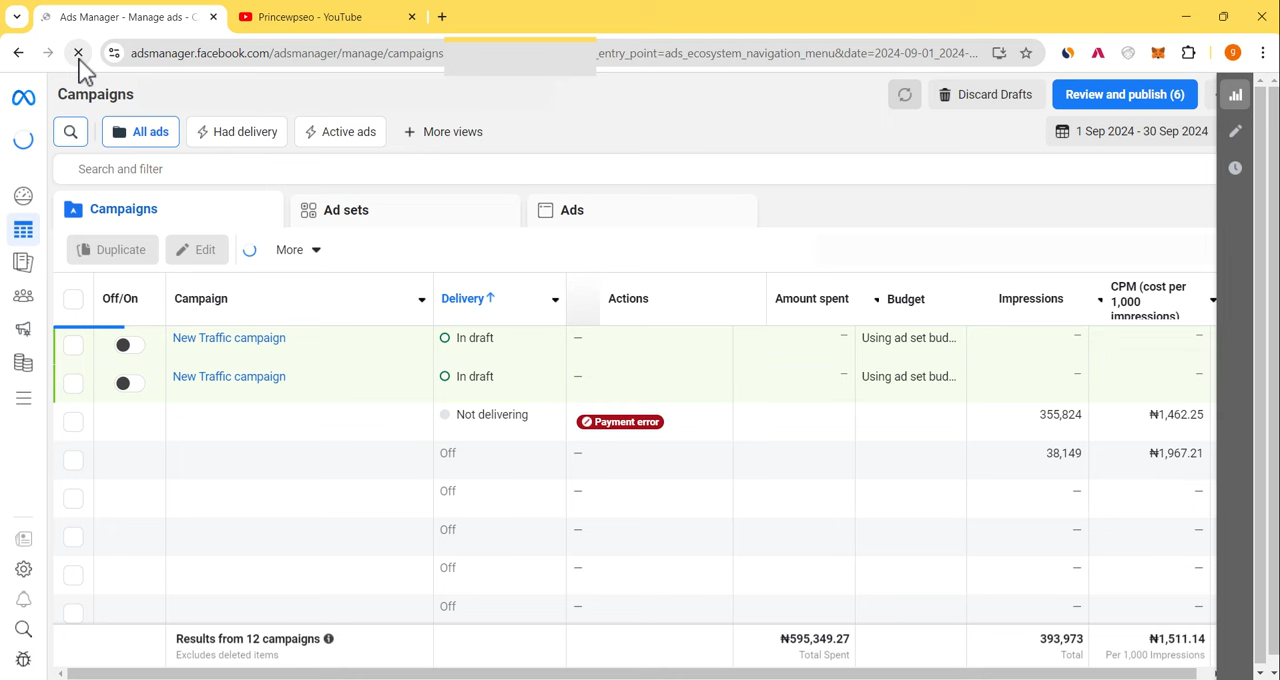 Ads Manager - Manage ads - C
Princewpseo - YouTube
adsmanager.facebook.com/adsmanager/manage/campaigns
_entry_point=ads_ecosystem_navigation_menu&date=2024-09-01_2024-...
g
Campaigns
Discard Drafts
Review and publish (6)
All ads
Had delivery
Active ads
More views
1 Sep 2024 - 30 Sep 2024
Search and filter
Campaigns
Ad sets
Ads
Duplicate
Edit
More
Off/On
Campaign
Delivery ↑
Actions
Amount spent
Budget
Impressions
CPM (cost per
1,000
impressions)
New Traffic campaign
In draft
—
—
Using ad set bud...
—
—
New Traffic campaign
In draft
—
—
Using ad set bud...
—
—
Not delivering
Payment error
355,824
₦1,462.25
Off
—
38,149
₦1,967.21
Off
—
—
—
Off
—
—
—
Off
—
—
—
Off
—
—
—
Results from 12 campaigns
₦595,349.27
393,973
₦1,511.14
Excludes deleted items
Total Spent
Total
Per 1,000 Impressions